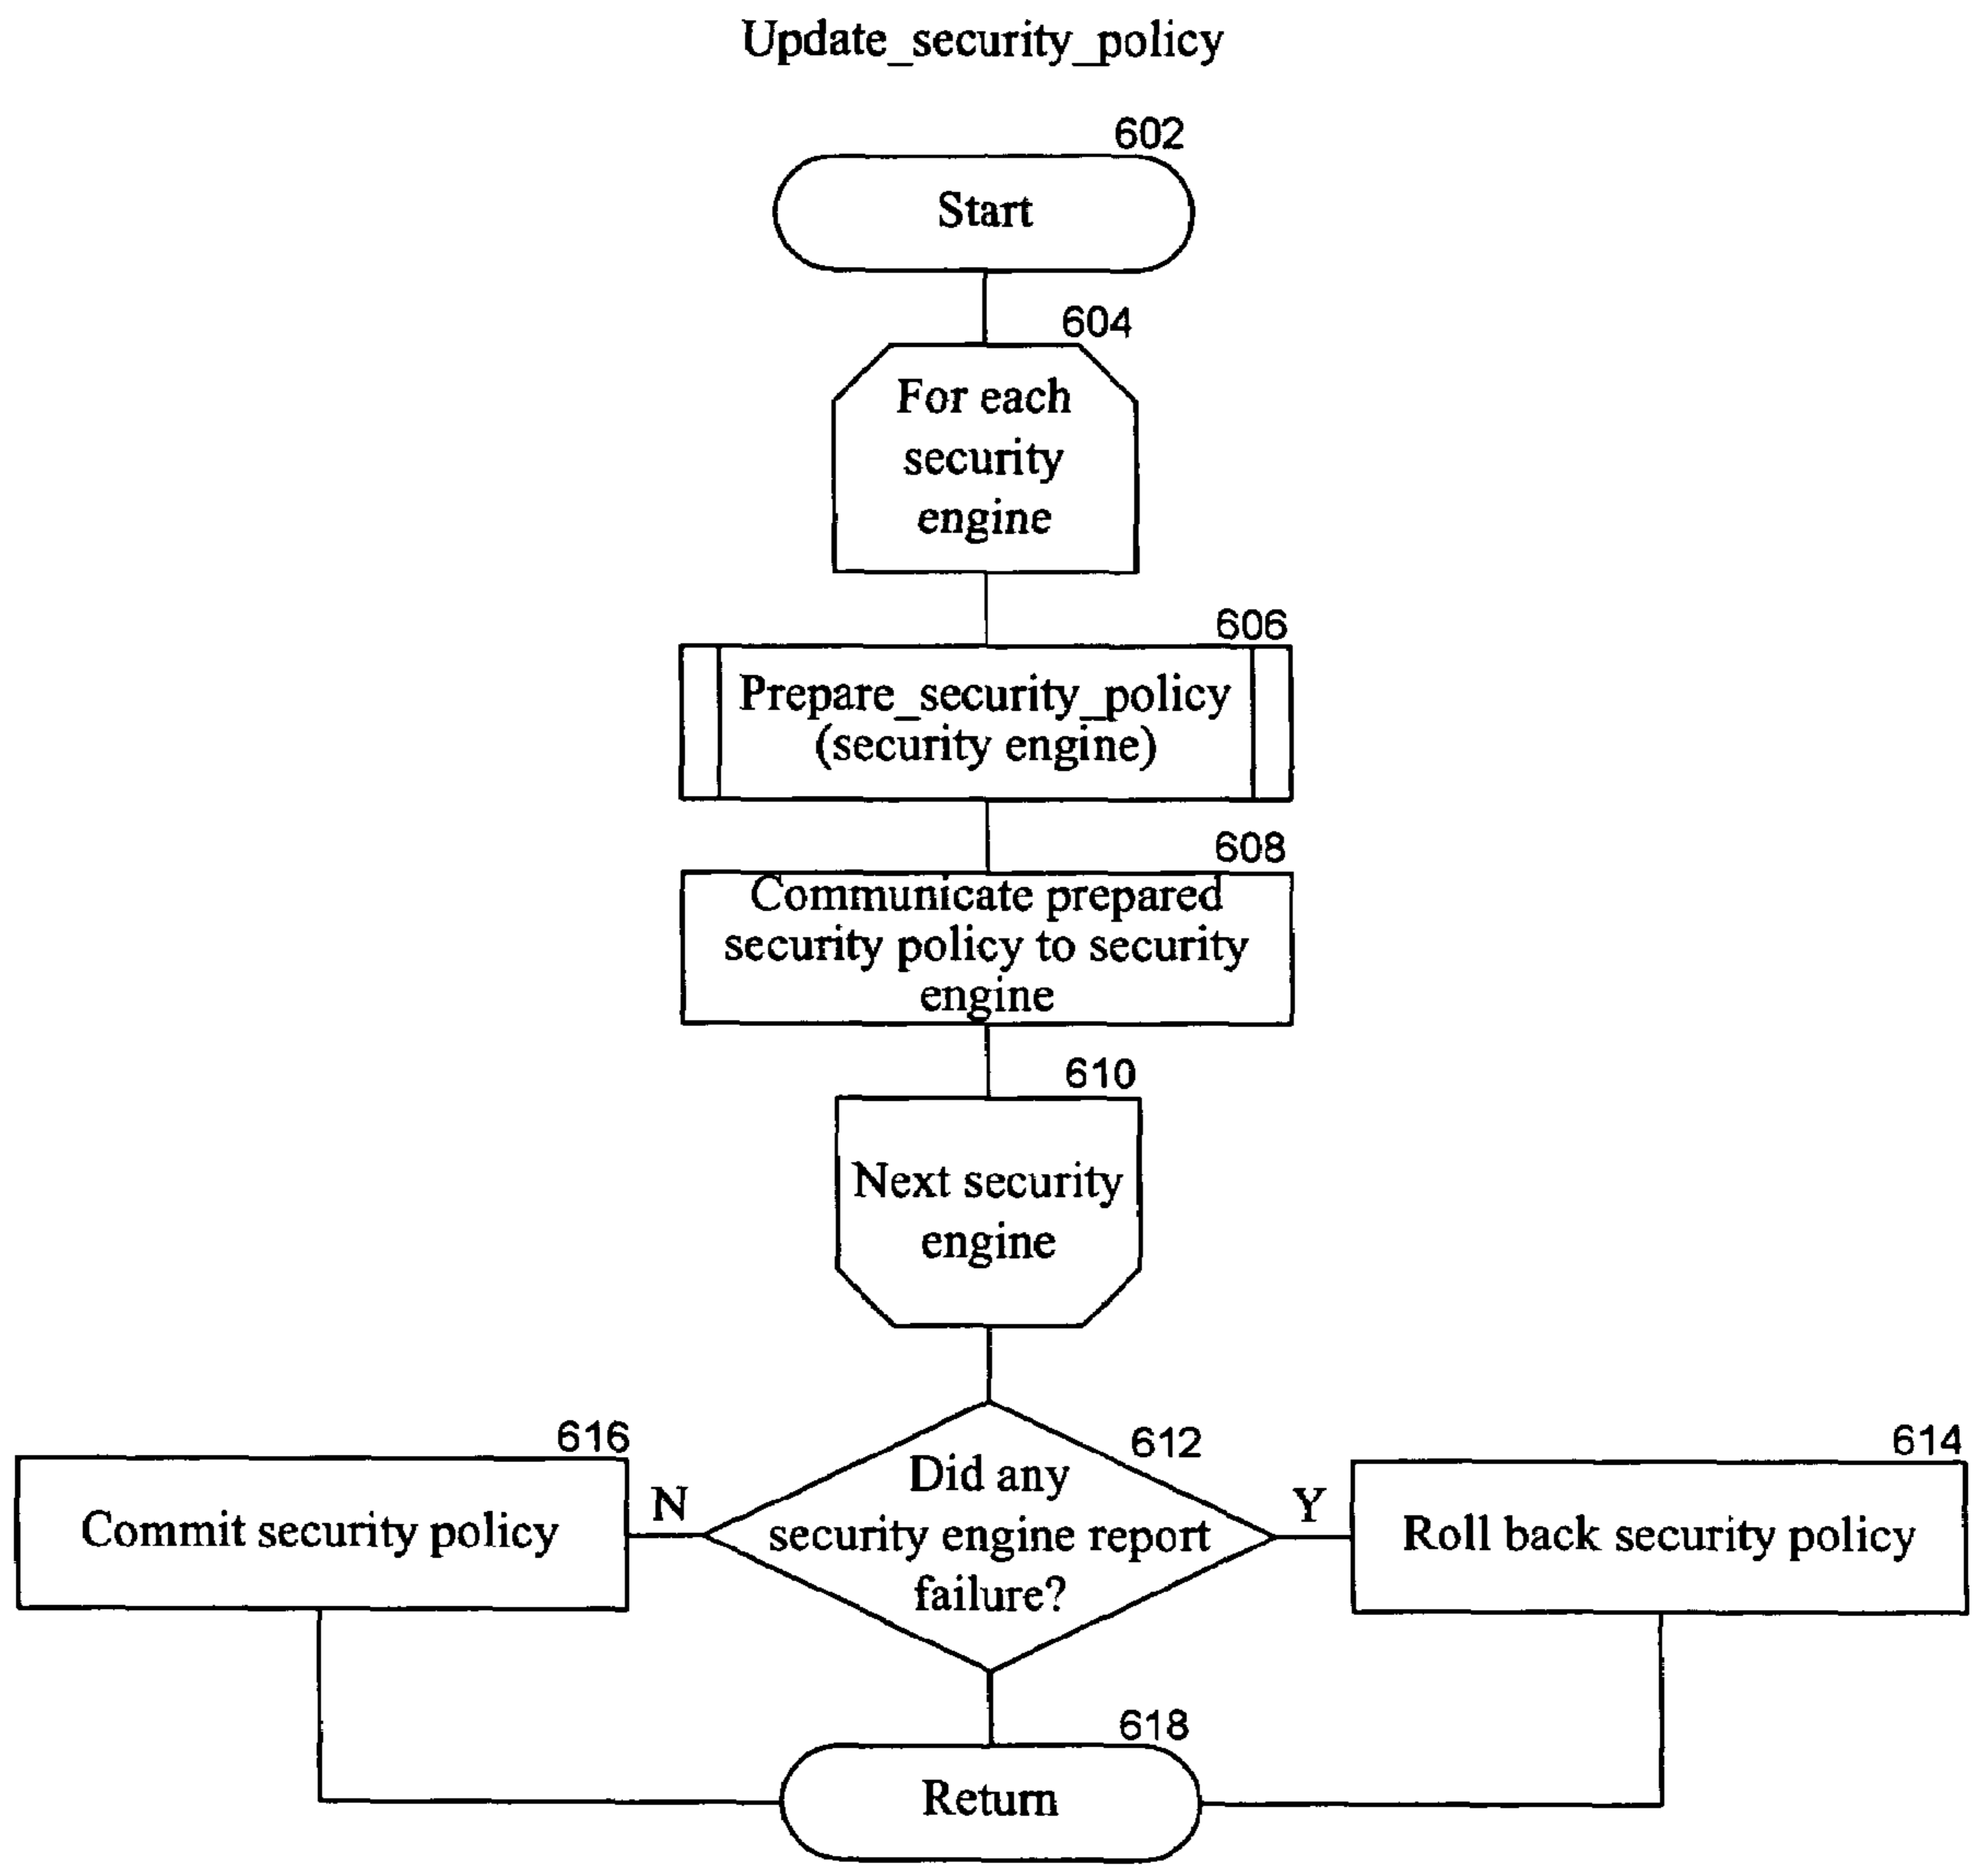 Update_security_policy
602
Start
604
For each
security
engine
606
Prepare_security_policy
(security engine)
608
Communicate prepared
security policy to security
engine
610
Next security
engine
616
612
614
Commit security policy
N
Did any
security engine report
failure?
Y
Roll back security policy
618
Return